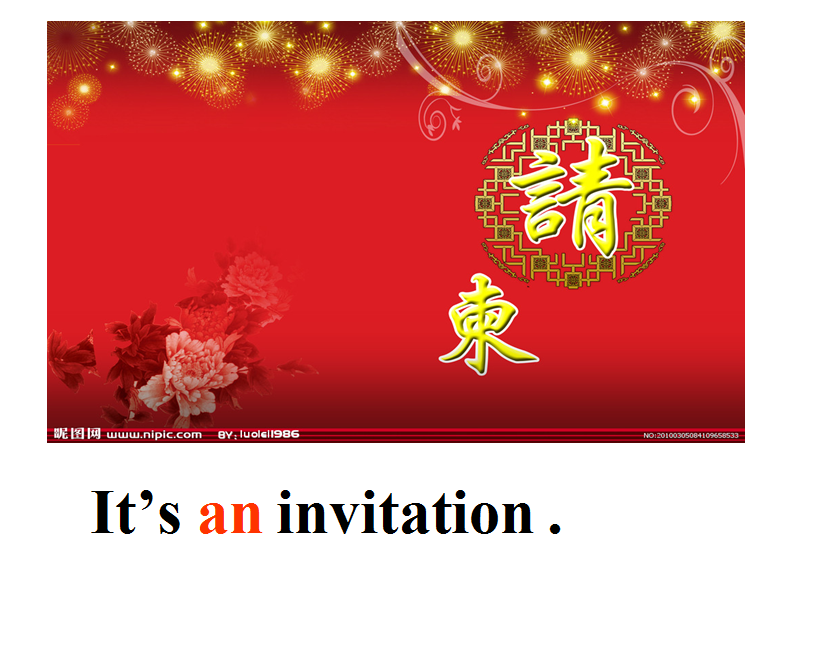 請
柬
昵图网 www.nipic.com BY:luolei1986
NO:20100305084109658533
It's an invitation .